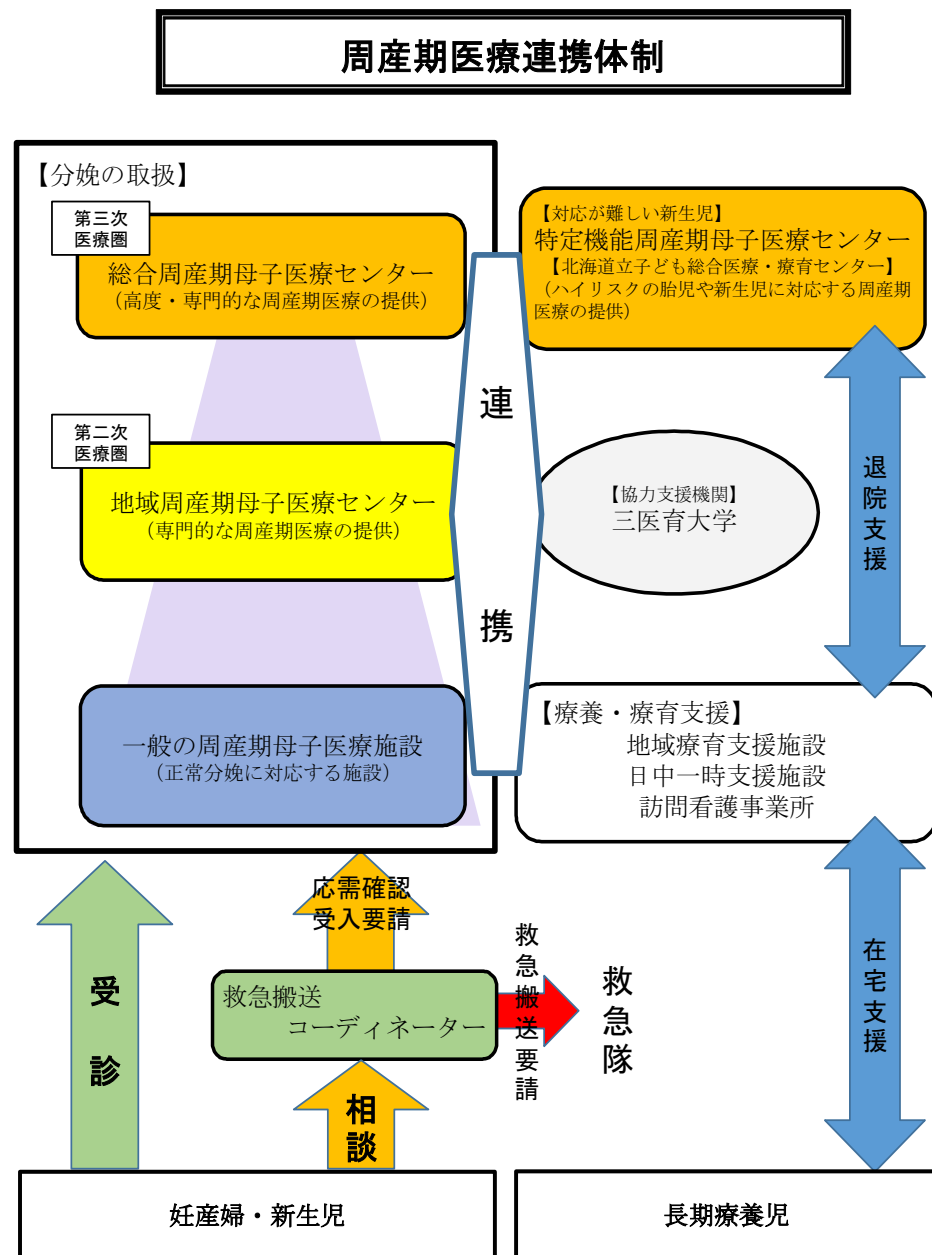 周産期医療連携体制
【分娩の取扱】
第三次
医療圏
総合周産期母子医療センター
（高度・専門的な周産期医療の提供）
第二次
医療圏
地域周産期母子医療センター
（専門的な周産期医療の提供）
一般の周産期母子医療施設
（正常分娩に対応する施設）
連携
【対応が難しい新生児】
特定機能周産期母子医療センター
【北海道立子ども総合医療・療育センター】
（ハイリスクの胎児や新生児に対応する周産期
医療の提供）
【協力支援機関】
三医育大学
退院支援
【療養・療育支援】
地域療育支援施設
日中一時支援施設
訪問看護事業所
受診
応需確認
受入要請
救急搬送
コーディネーター
救急搬送要請
救急隊
相談
在宅支援
妊産婦・新生児
長期療養児